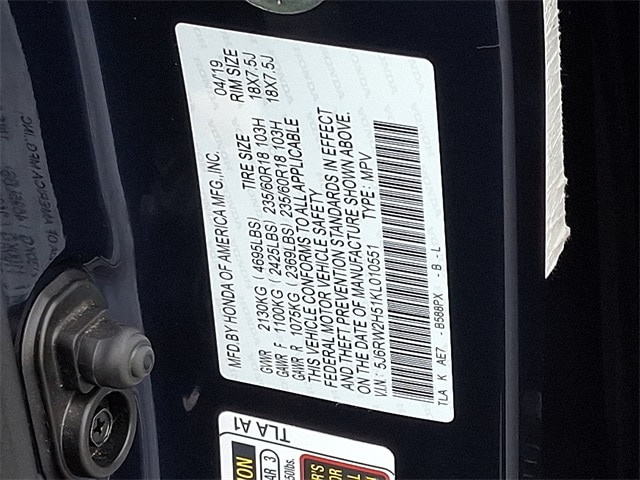 MFD.BY HONDA OF AMERICA MFG.,INC. 04/19
TIRE SIZE RIM SIZE
GVWR 2130KG (4695LBS)
GAWR F 1100KG (2425LBS) 235/60R18 103H 18X7.5J
GAWR R 1075KG (2369LBS) 235/60R18 103H 18X7.5J
THIS VEHICLE CONFORMS TO ALL APPLICABLE
FEDERAL MOTOR VEHICLE SAFETY
AND THEFT PREVENTION STANDARDS IN EFFECT
ON THE DATE OF MANUFACTURE SHOWN ABOVE.
V.I.N: 5J6RW2H51KL010551 TYPE: MPV
TLA K AE7 - B588PX - B - L
TLA A1